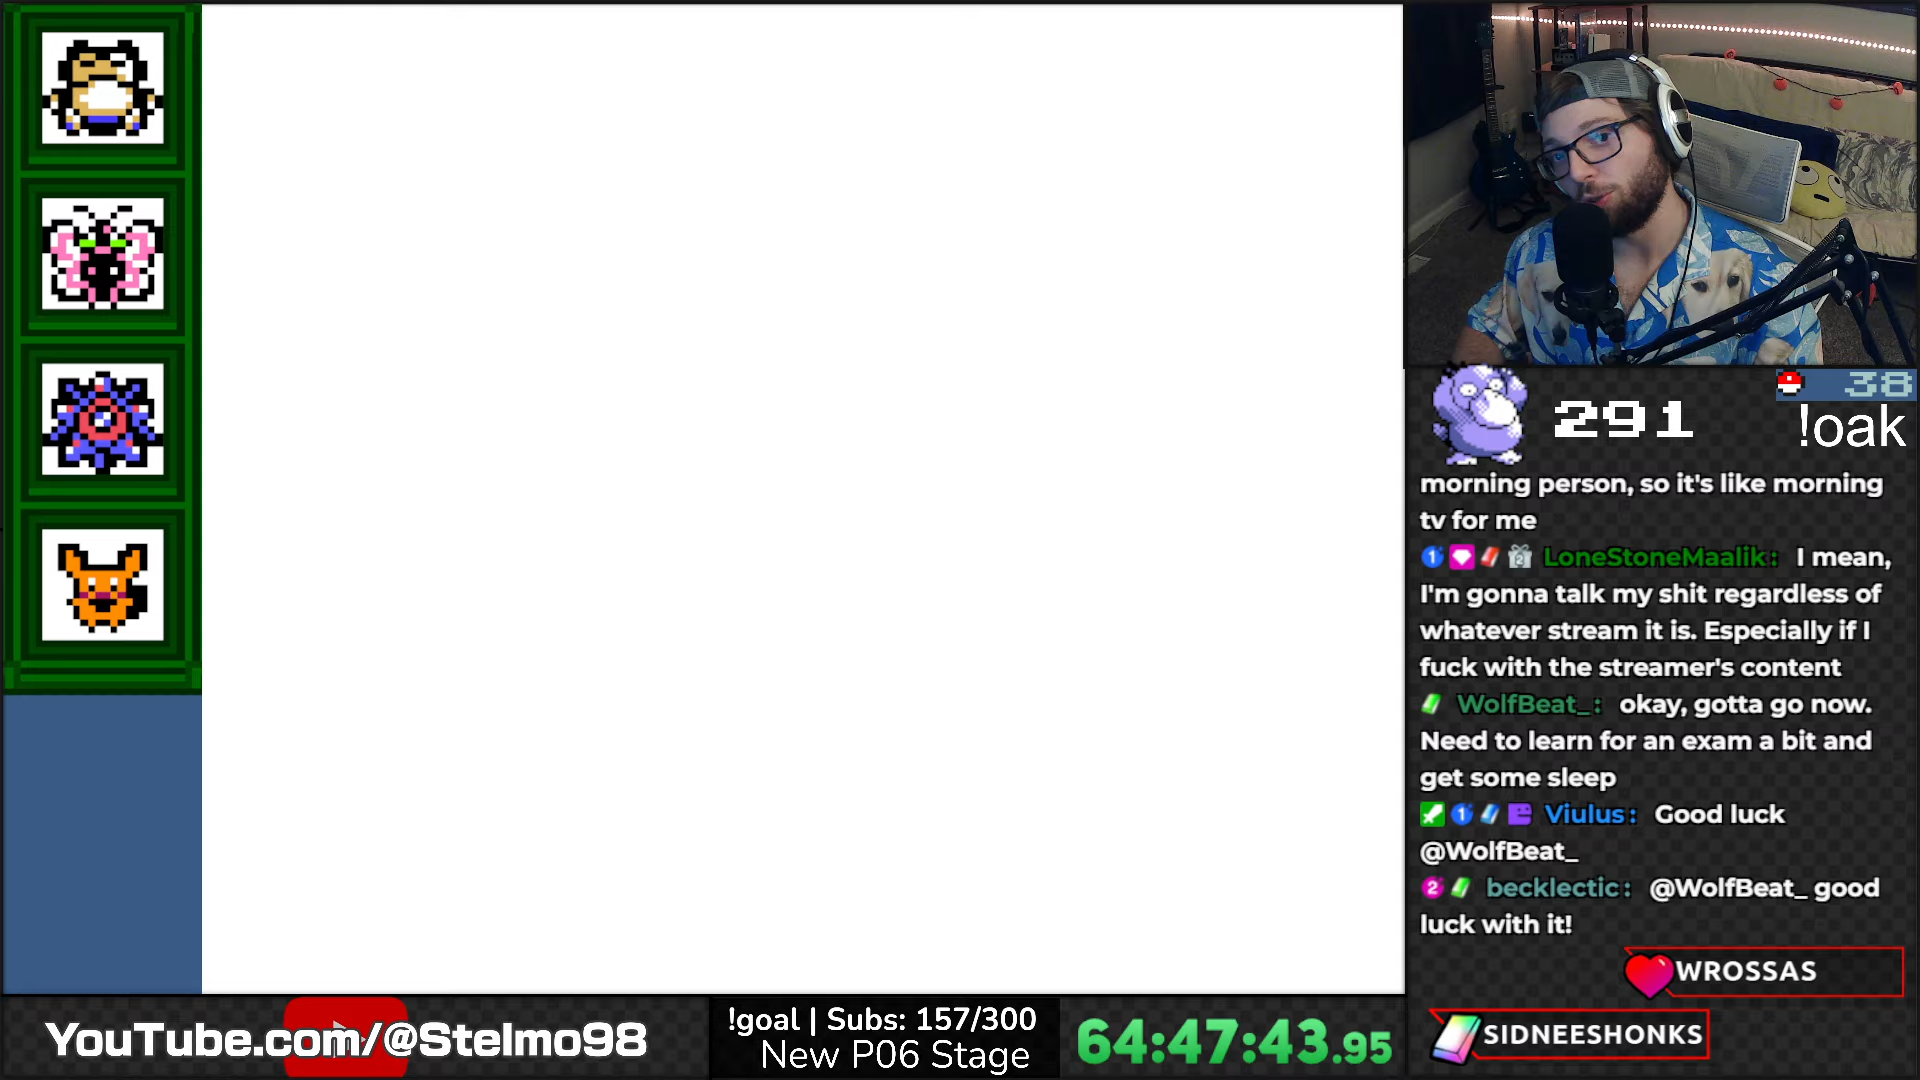 38
291
!oak
morning person, so it's like morning
tv for me
LoneStoneMaalik: I mean,
I'm gonna talk my shit regardless of
whatever stream it is. Especially if I
fuck with the streamer's content
WolfBeat_: okay, gotta go now.
Need to learn for an exam a bit and
get some sleep
Viulus: Good luck
@WolfBeat_
becklectic: @WolfBeat_ good
luck with it!
WROSSAS
SIDNEESHONKS
YouTube.com/@Stelmo98
!goal | Subs: 157/300
New P06 Stage
64:47:43.95